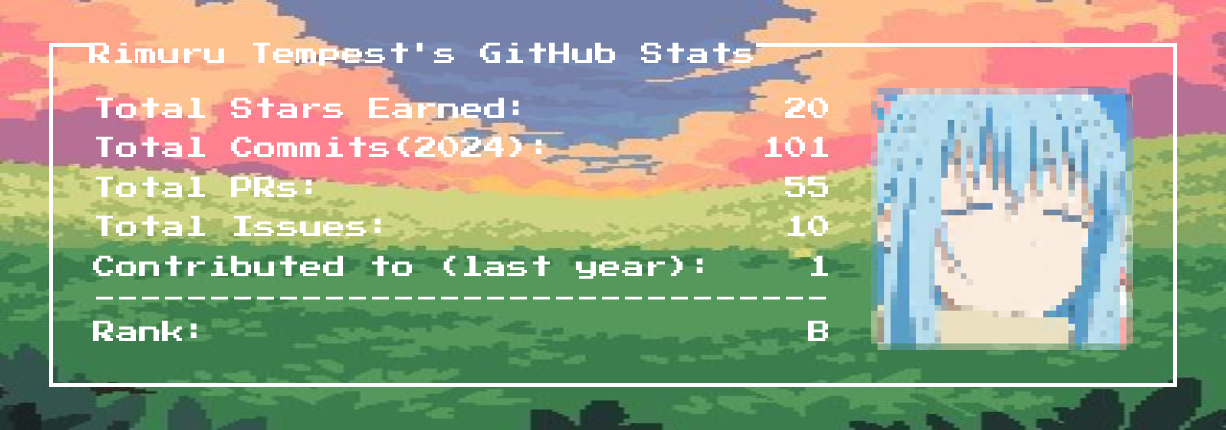 Rimuru Tempest's GitHub Stats
Total Stars Earned: 20
Total Commits(2024): 101
Total PRs: 55
Total Issues: 10
Contributed to (last year): 1
--------------------------------
Rank: B